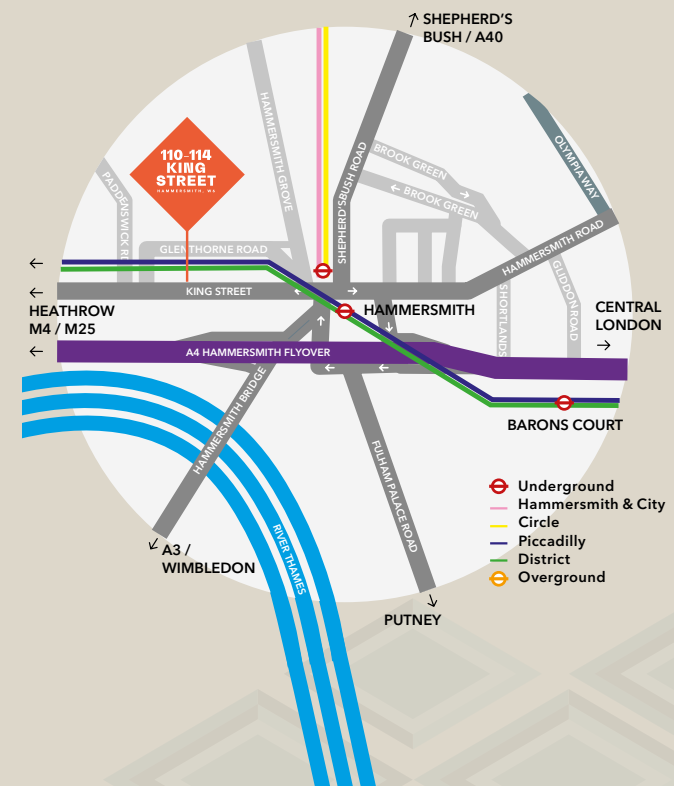 SHEPHERD'S
BUSH / A40
HAMMERSMITH GROVE
OLYMPIA WAY
110-114
KING
STREET
HAMMERSMITH, W6
BROOK GREEN
BROOK GREEN
SHEPHERD'S BUSH ROAD
PADDENSWICK RD
GLENTHORNE ROAD
HAMMERSMITH ROAD
GLIDDON ROAD
KING STREET
SHORTLANDS
HEATHROW
M4 / M25
HAMMERSMITH
CENTRAL
LONDON
A4 HAMMERSMITH FLYOVER
HAMMERSMITH BRIDGE
BARONS COURT
FULHAM PALACE ROAD
Underground
Hammersmith & City
Circle
Piccadilly
District
Overground
RIVER THAMES
A3 /
WIMBLEDON
PUTNEY